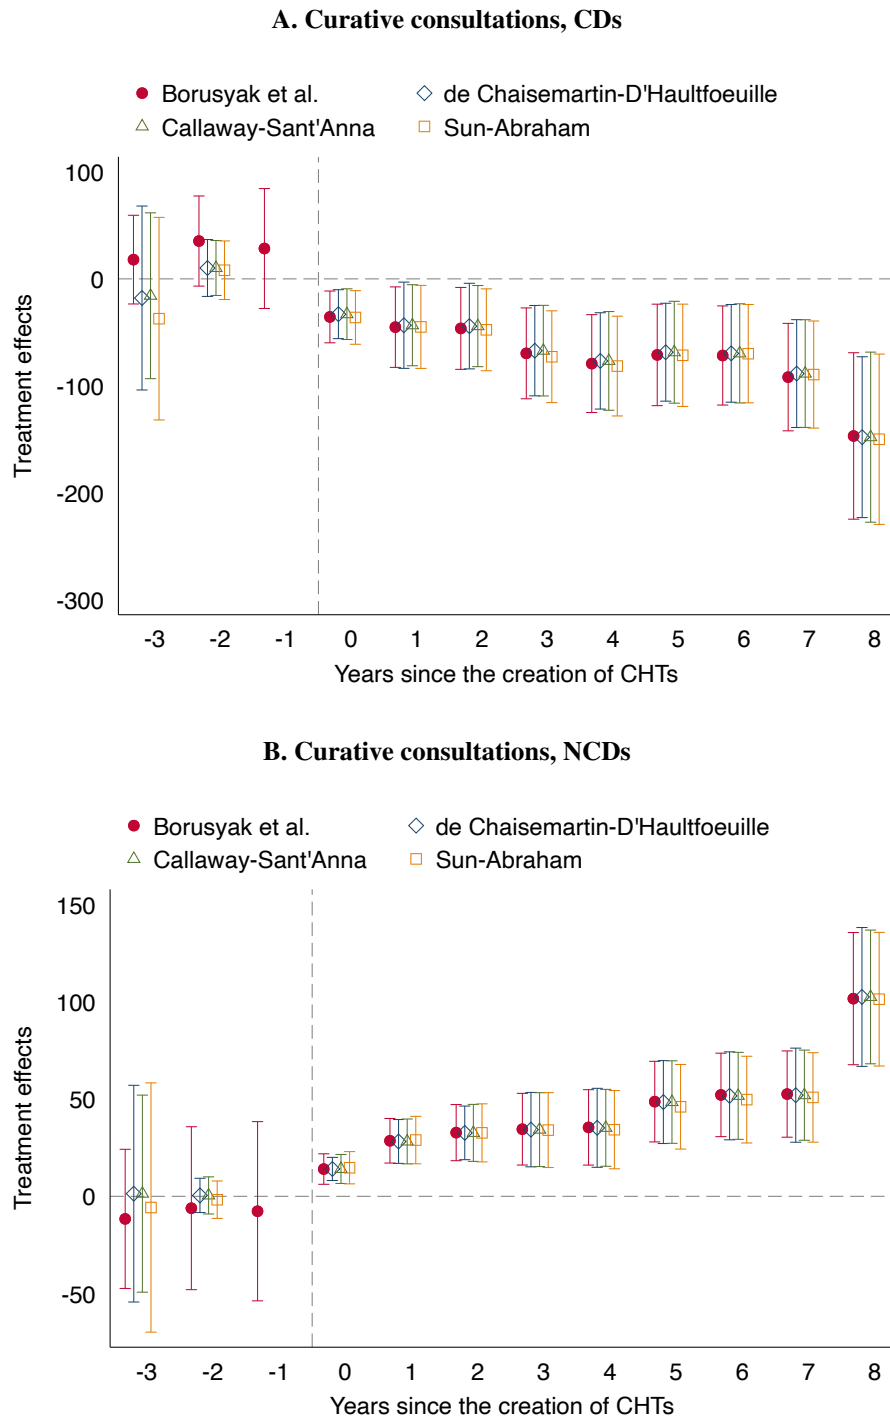 A. Curative consultations, CDs
Borusyak et al. de Chaisemartin-D'Haultfoeuille
Callaway-Sant'Anna Sun-Abraham
Treatment effects
100
0
-100
-200
-300
-3 -2 -1 0 1 2 3 4 5 6 7 8
Years since the creation of CHTs
B. Curative consultations, NCDs
Borusyak et al. de Chaisemartin-D'Haultfoeuille
Callaway-Sant'Anna Sun-Abraham
Treatment effects
150
100
50
0
-50
-3 -2 -1 0 1 2 3 4 5 6 7 8
Years since the creation of CHTs